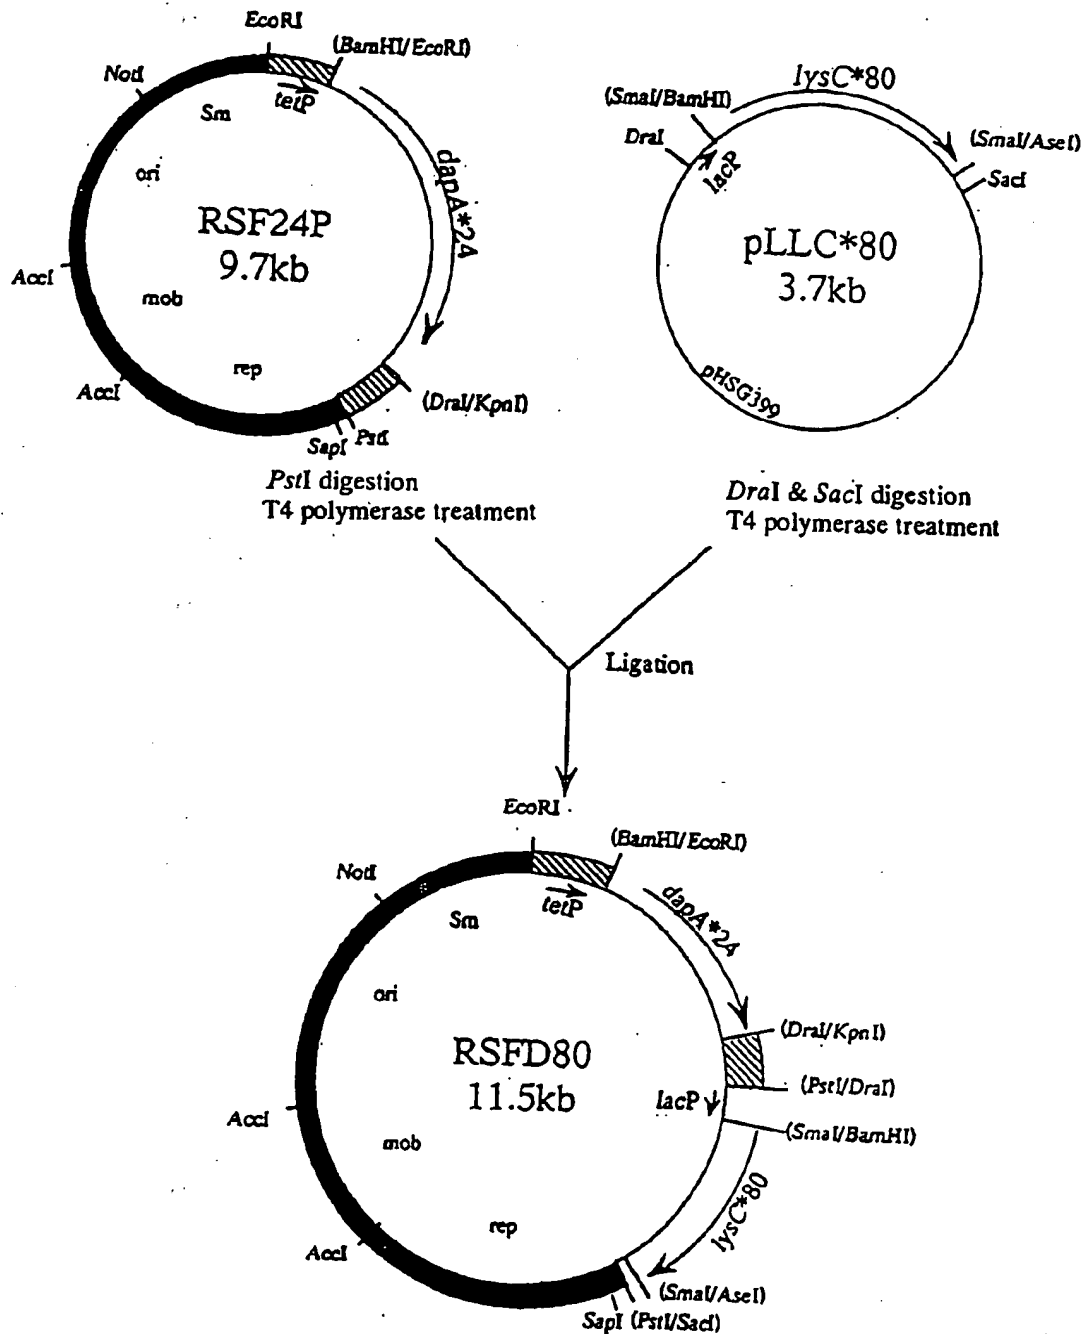 EcoRI
(BamHI/EcoRI)
NotI
tetP
Sm
ori
dapA*24
RSF24P
9.7kb
AccI
mob
rep
AccI
(DraI/KpnI)
SapI
PstI
lysC*80
(SmaI/BamHI)
(SmaI/AseI)
DraI
SacI
lacP
pLLC*80
3.7kb
pHSG399
PstI digestion
T4 polymerase treatment
DraI & SacI digestion
T4 polymerase treatment
Ligation
EcoRI
(BamHI/EcoRI)
NotI
tetP
dapA*24
Sm
ori
(DraI/KpnI)
RSFD80
11.5kb
(PstI/DraI)
lacP
AccI
(SmaI/BamHI)
mob
lysC*80
rep
AccI
(SmaI/AseI)
SapI (PstI/SacI)